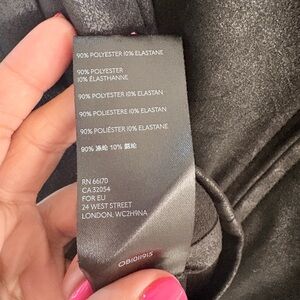 90% POLYESTER 10% ELASTANE
90% POLYESTER
10% ÉLASTHANNE
90% POLYESTER 10% ELASTAN
90% POLIESTERE 10% ELASTAN
90% POLIÉSTER 10% ELASTANE
90% 涤纶 10% 氨纶
RN 66170
CA 32054
FOR EU
24 WEST STREET
LONDON, WC2H9NA